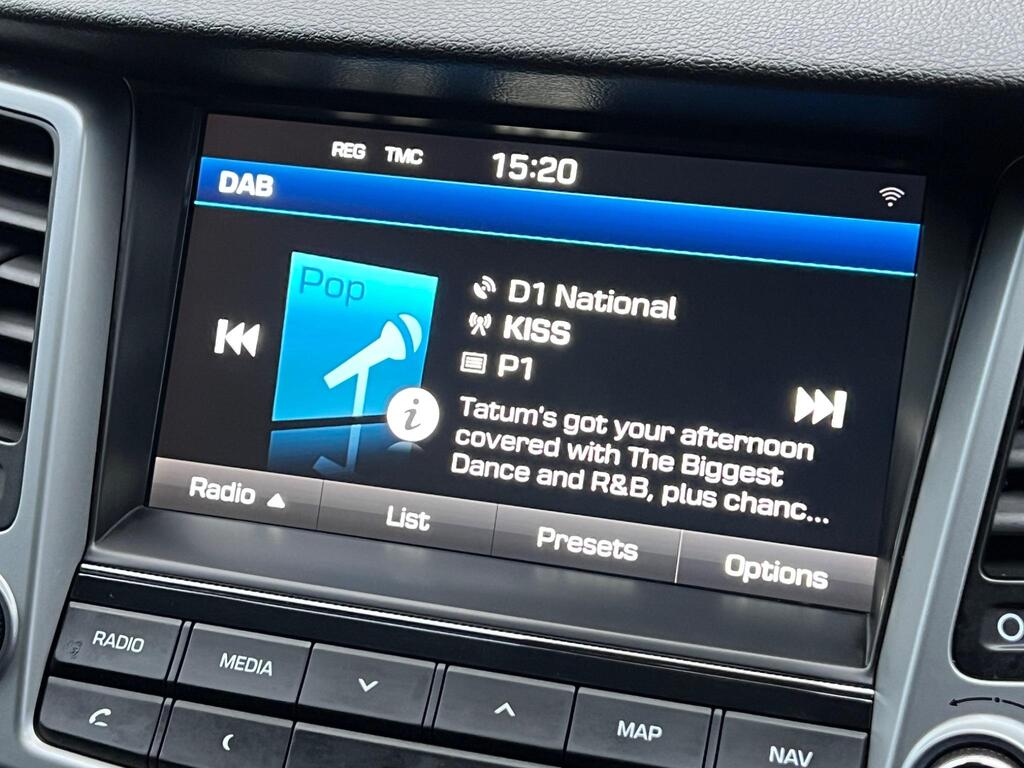 REG TMC 15:20
DAB
Pop
D1 National
KISS
P1
i
Tatum's got your afternoon
covered with The Biggest
Dance and R&B, plus chanc...
Radio List Presets Options
RADIO MEDIA MAP NAV